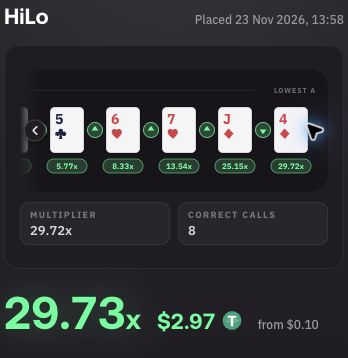 HiLo
Placed 23 Nov 2026, 13:58
LOWEST A
5 6 7 J 4
5.77x 8.33x 13.54x 25.15x 29.72x
MULTIPLIER
29.72x
CORRECT CALLS
8
29.73x $2.97 from $0.10